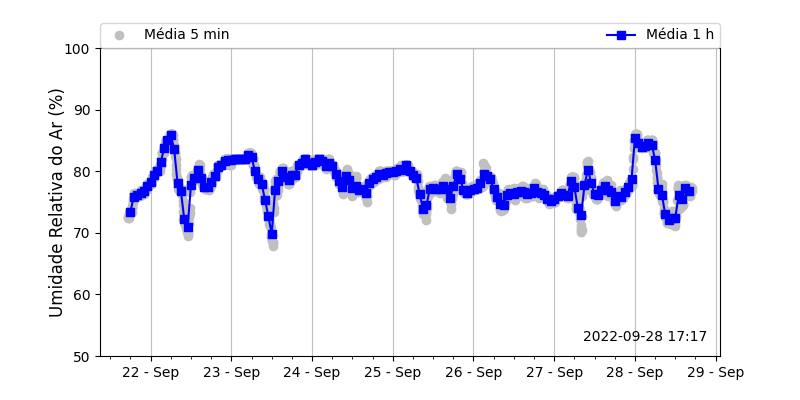 Média 5 min
Média 1 h
Umidade Relativa do Ar (%)
100
90
80
70
60
50
2022-09-28 17:17
22 - Sep
23 - Sep
24 - Sep
25 - Sep
26 - Sep
27 - Sep
28 - Sep
29 - Sep